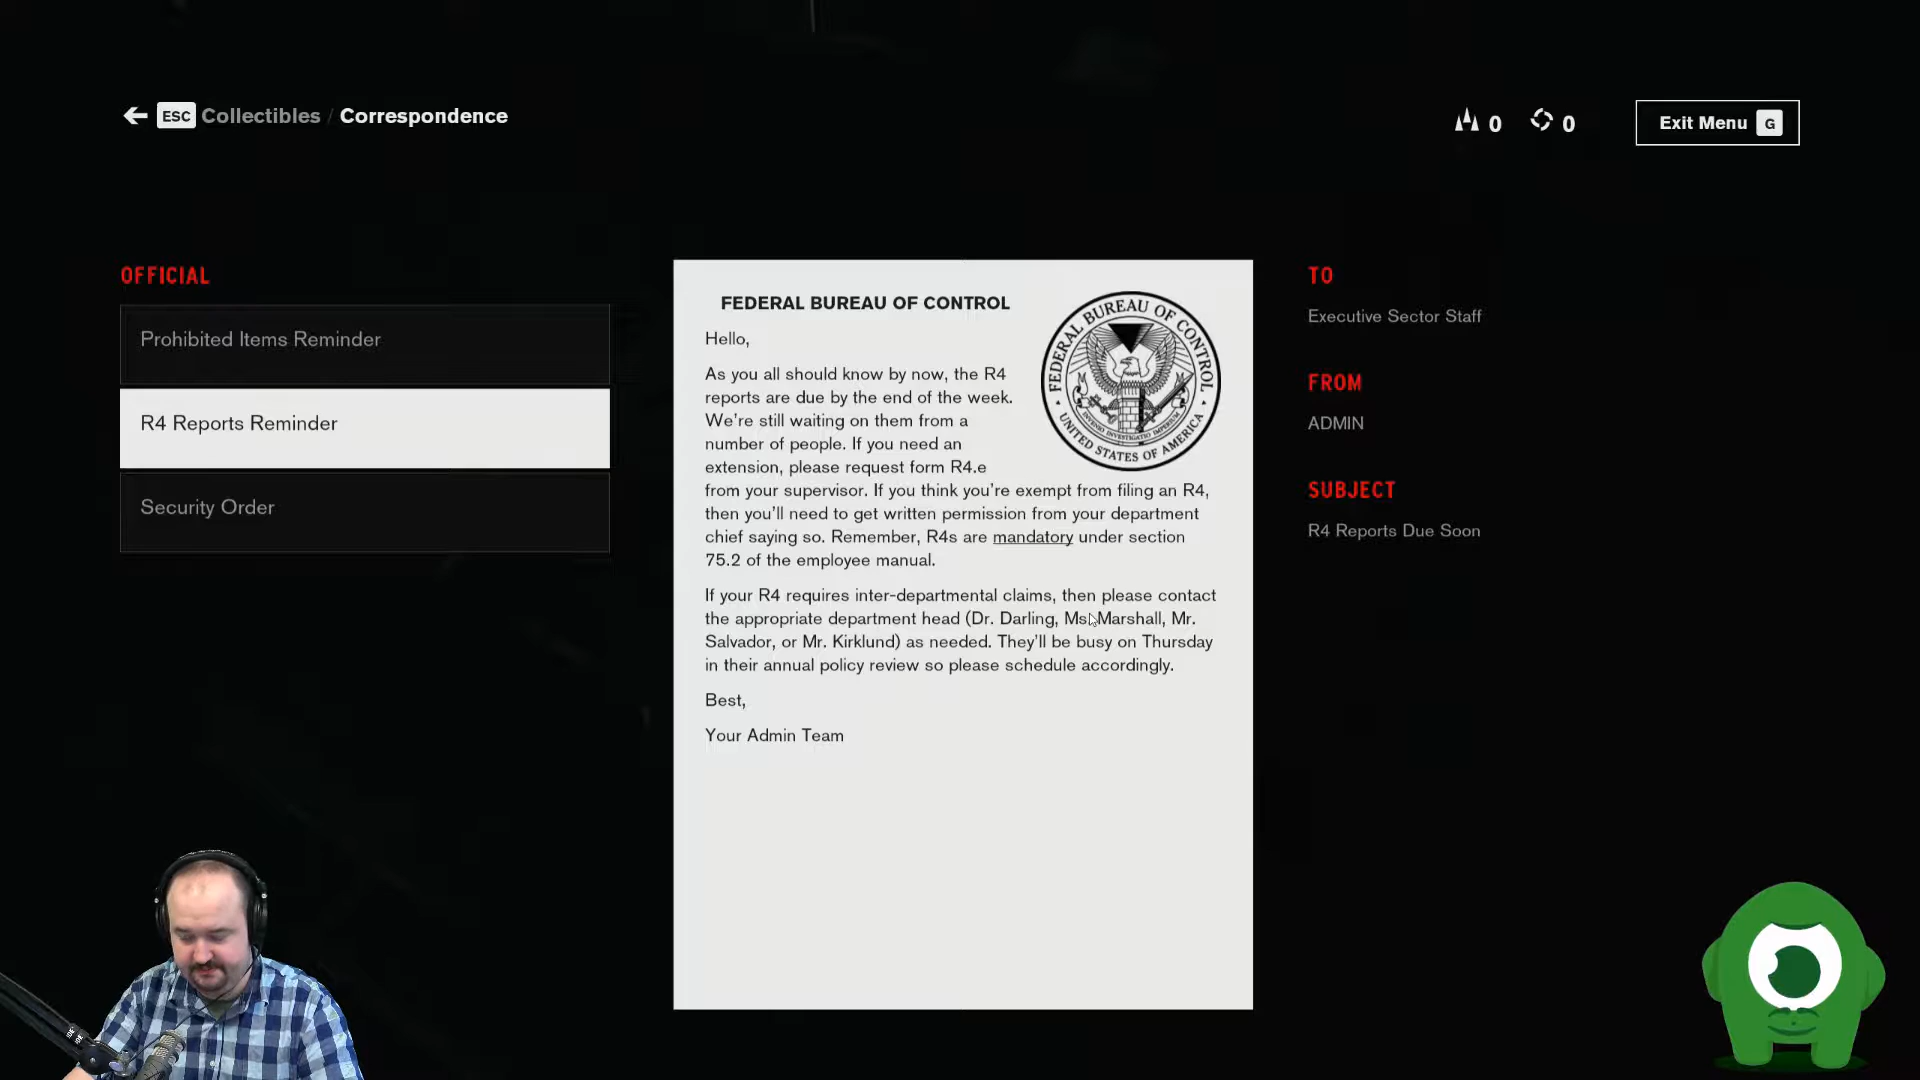 ESC Collectibles / Correspondence
0 0 Exit Menu G
OFFICIAL
Prohibited Items Reminder
R4 Reports Reminder
Security Order
FEDERAL BUREAU OF CONTROL
FEDERAL BUREAU OF CONTROL
INVENIO INVESTIGATIO IMPERIUM
UNITED STATES OF AMERICA
Hello,
As you all should know by now, the R4
reports are due by the end of the week.
We're still waiting on them from a
number of people. If you need an
extension, please request form R4.e
from your supervisor. If you think you're exempt from filing an R4,
then you'll need to get written permission from your department
chief saying so. Remember, R4s are mandatory under section
75.2 of the employee manual.
If your R4 requires inter-departmental claims, then please contact
the appropriate department head (Dr. Darling, Ms. Marshall, Mr.
Salvador, or Mr. Kirklund) as needed. They'll be busy on Thursday
in their annual policy review so please schedule accordingly.
Best,
Your Admin Team
TO
Executive Sector Staff
FROM
ADMIN
SUBJECT
R4 Reports Due Soon